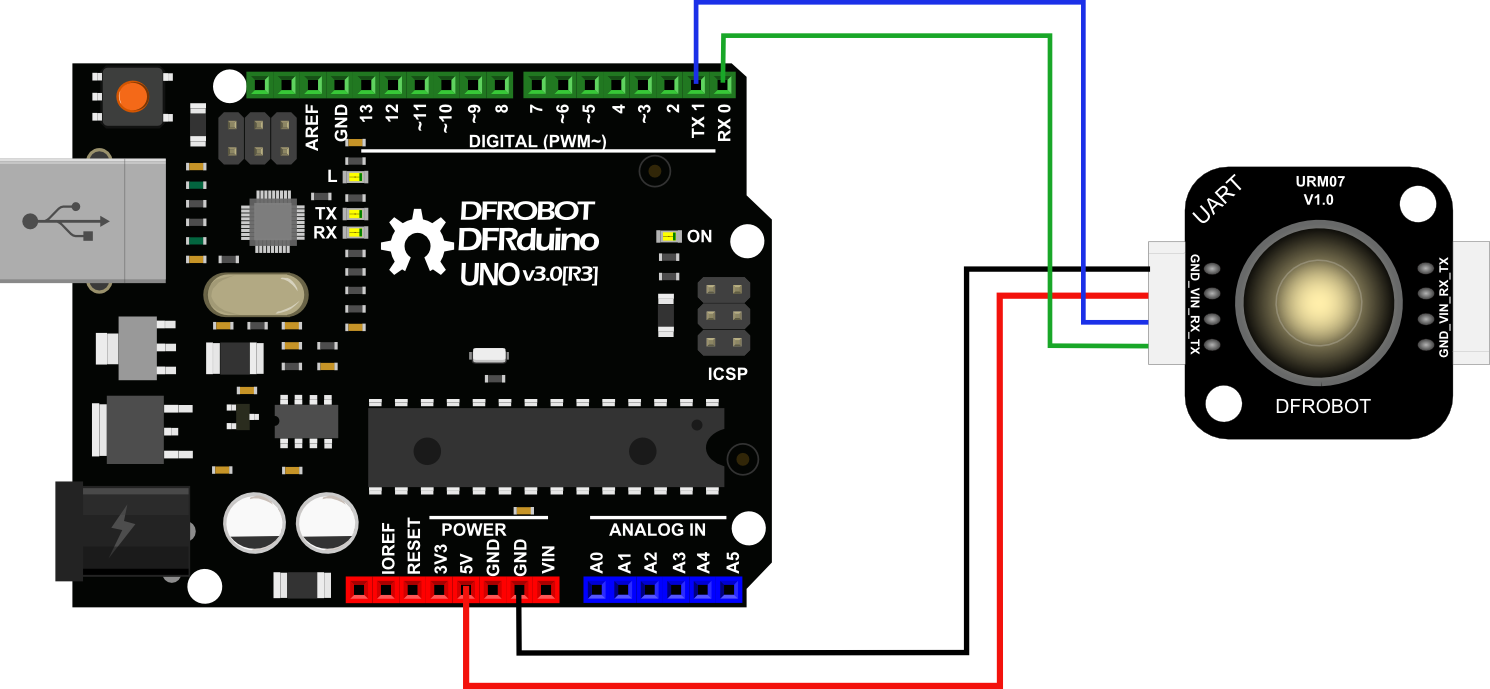 AREF
GND
13
12
~11
~10
~9
8
7
~6
~5
4
~3
2
TX 1
RX 0
DIGITAL (PWM~)
L
TX
RX
DFROBOT
DFRduino
UNO v3.0[R3]
ON
ICSP
POWER
ANALOG IN
IOREF
RESET
3V3
5V
GND
GND
VIN
A0
A1
A2
A3
A4
A5
UART
URM07
V1.0
GND_VIN_RX_TX
GND_VIN_RX_TX
DFROBOT